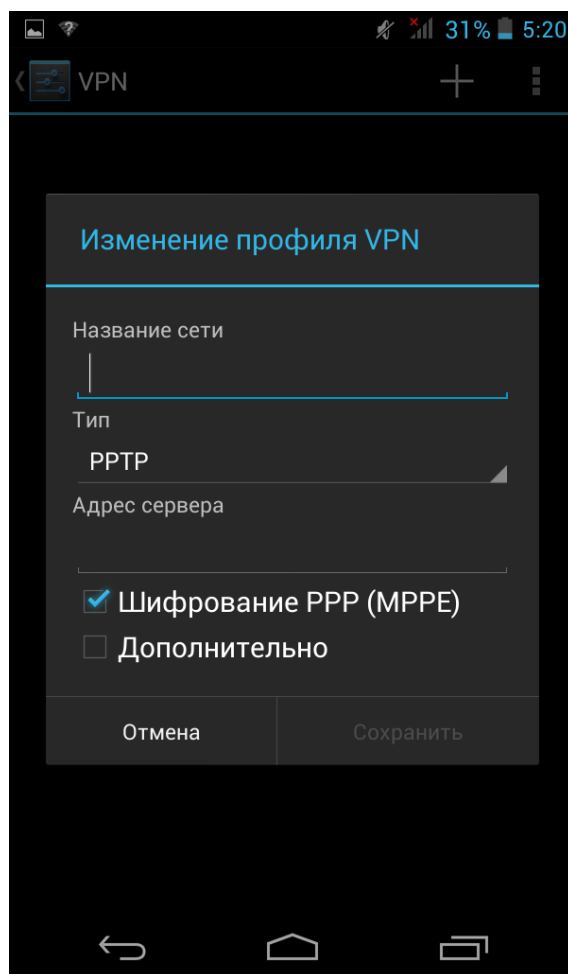 31% 5:20
VPN
Изменение профиля VPN
Название сети
Тип
PPTP
Адрес сервера
Шифрование PPP (MPPE)
Дополнительно
Отмена Сохранить